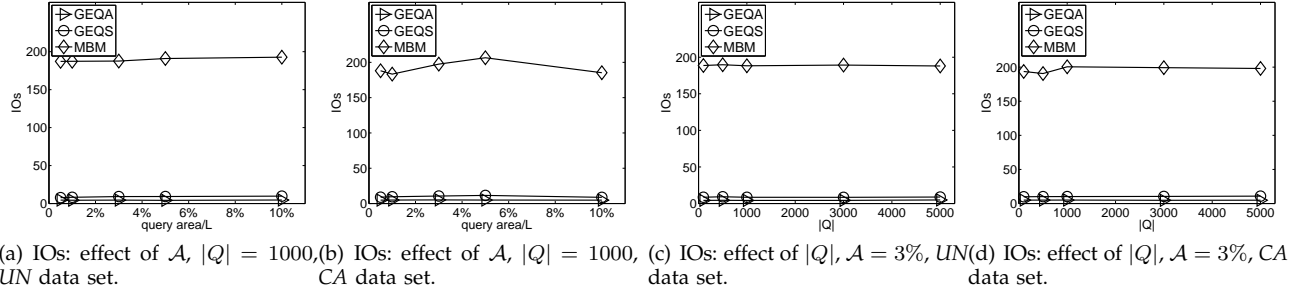 GEQA
GEQS
MBM
200
150
100
50
0
IOs
0 2% 4% 6% 8% 10%
query area/L
GEQA
GEQS
MBM
200
150
100
50
0
IOs
0 2% 4% 6% 8% 10%
query area/L
GEQA
GEQS
MBM
200
150
100
50
0
IOs
0 1000 2000 3000 4000 5000
|Q|
GEQA
GEQS
MBM
200
150
100
50
0
IOs
0 1000 2000 3000 4000 5000
|Q|
(a) IOs: effect of 𝒜, |Q| = 1000,
UN data set.
(b) IOs: effect of 𝒜, |Q| = 1000,
CA data set.
(c) IOs: effect of |Q|, 𝒜 = 3%, UN
data set.
(d) IOs: effect of |Q|, 𝒜 = 3%, CA
data set.